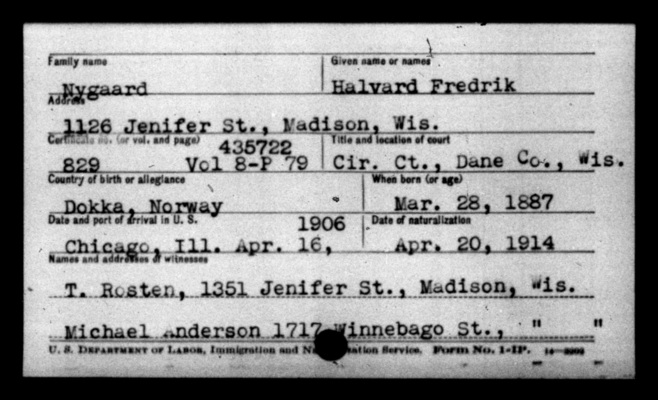 Family name Given name or names
Nygaard Halvard Fredrik
Address
1126 Jenifer St., Madison, Wis.
Certificate no. (or vol. and page) 435722 Title and location of court
829 Vol 8-P 79 Cir. Ct., Dane Co., Wis.
Country of birth or allegiance When born (or age)
Dokka, Norway Mar. 28, 1887
Date and port of arrival in U. S. 1906 Date of naturalization
Chicago, Ill. Apr. 16, Apr. 20, 1914
Names and addresses of witnesses
T. Rosten, 1351 Jenifer St., Madison, Wis.
Michael Anderson 1717 Winnebago St., " "
U. S. Department of Labor, Immigration and Naturalization Service. Form No. 1-IP.